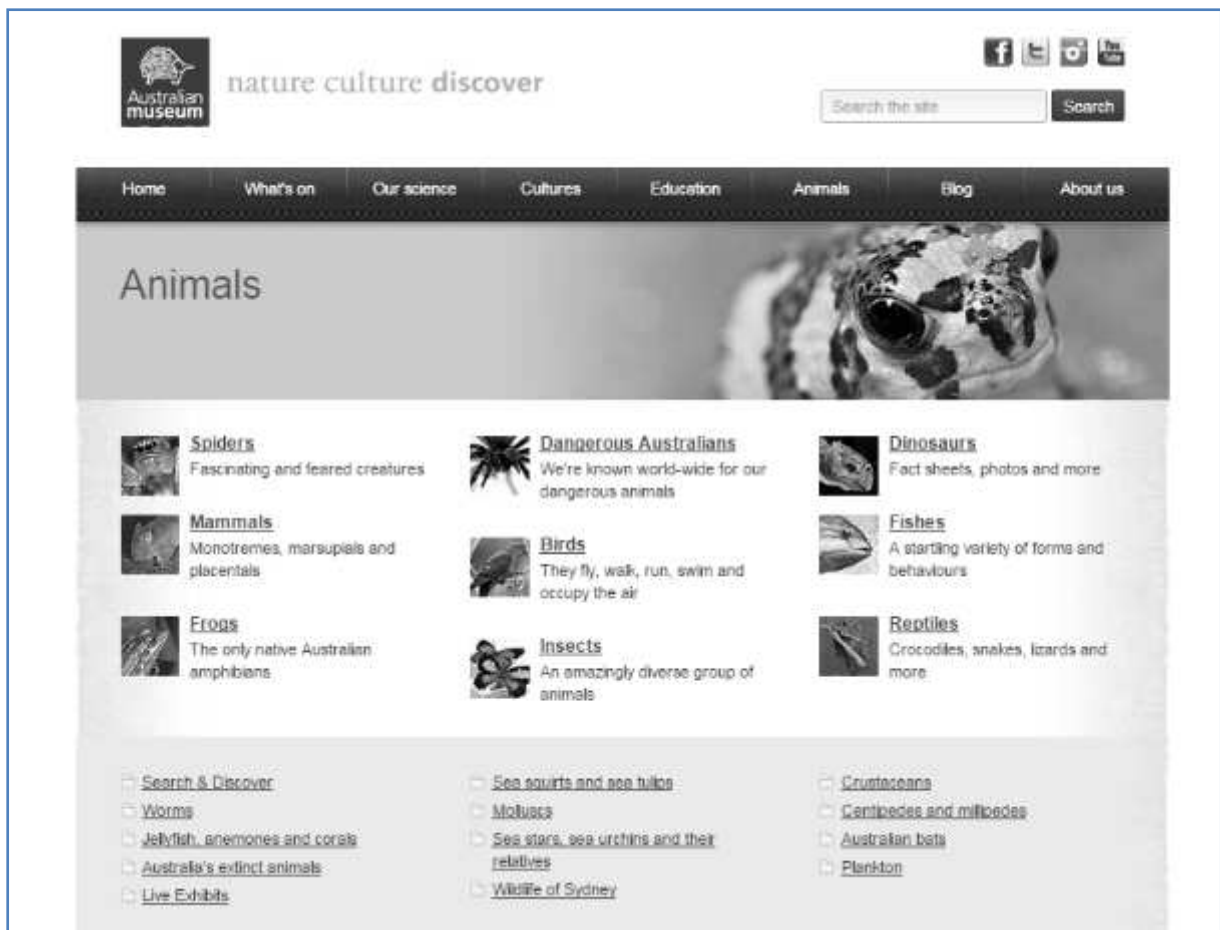 Australian
museum
nature culture discover
f
t
You
Tube
Search the site
Search
Home
What's on
Our science
Cultures
Education
Animals
Blog
About us
Animals
Spiders
Fascinating and feared creatures
Mammals
Monotremes, marsupials and
placentals
Frogs
The only native Australian
amphibians
Dangerous Australians
We're known world-wide for our
dangerous animals
Birds
They fly, walk, run, swim and
occupy the air
Insects
An amazingly diverse group of
animals
Dinosaurs
Fact sheets, photos and more
Fishes
A startling variety of forms and
behaviours
Reptiles
Crocodiles, snakes, lizards and
more
Search & Discover
Worms
Jellyfish, anemones and corals
Australia's extinct animals
Live Exhibits
Sea squirts and sea tulips
Molluscs
Sea stars, sea urchins and their
relatives
Wildlife of Sydney
Crustaceans
Centipedes and millipedes
Australian bats
Plankton